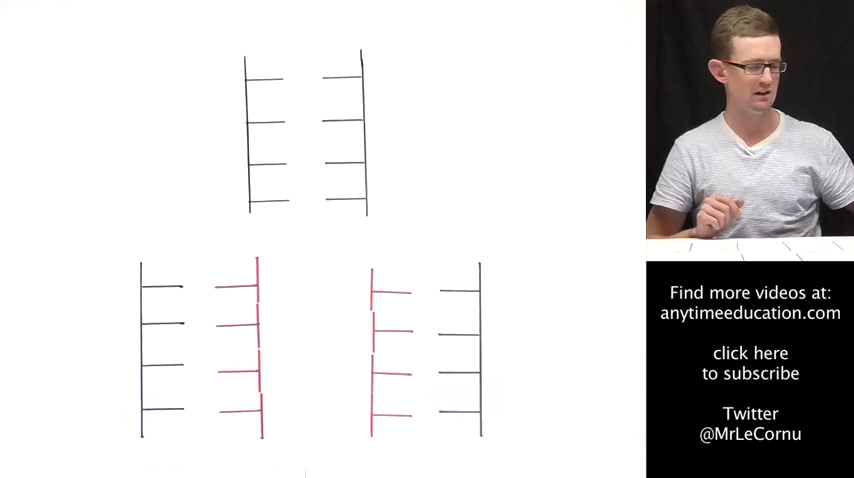 Find more videos at:
anytimeeducation.com
click here
to subscribe
Twitter
@MrLeCornu